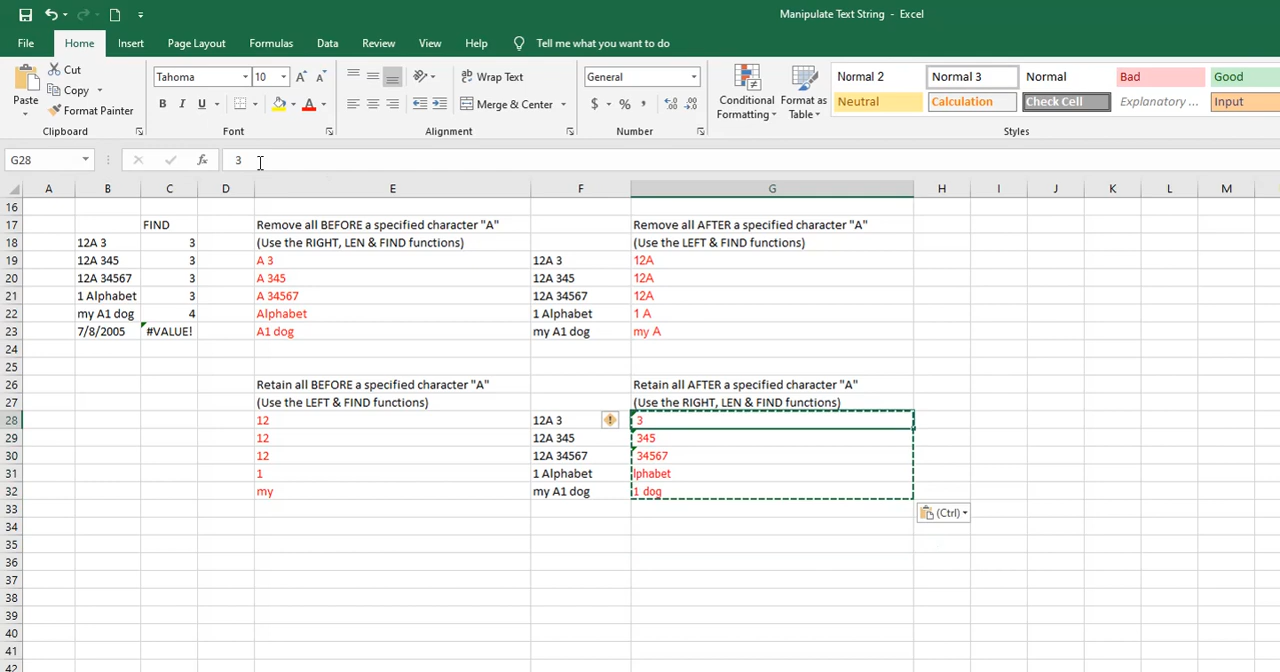 Manipulate Text String - Excel
File Home Insert Page Layout Formulas Data Review View Help Tell me what you want to do
Paste Cut Copy Format Painter Clipboard
Tahoma 10 B I U A Font
Wrap Text Merge & Center Alignment
General $ % , Number
Conditional Formatting Format as Table
Normal 2 Normal 3 Normal Bad Good
Neutral Calculation Check Cell Explanatory ... Input
Styles
G28 fx 3
A B C D E F G H I J K L M
16
17 FIND Remove all BEFORE a specified character "A" Remove all AFTER a specified character "A"
18 12A 3 3 (Use the RIGHT, LEN & FIND functions) (Use the LEFT & FIND functions)
19 12A 345 3 A 3 12A 3 12A
20 12A 34567 3 A 345 12A 345 12A
21 1 Alphabet 3 A 34567 12A 34567 12A
22 my A1 dog 4 Alphabet 1 Alphabet 1 A
23 7/8/2005 #VALUE! A1 dog my A1 dog my A
24
25
26 Retain all BEFORE a specified character "A" Retain all AFTER a specified character "A"
27 (Use the LEFT & FIND functions) (Use the RIGHT, LEN & FIND functions)
28 12 12A 3 3
29 12 12A 345 345
30 12 12A 34567 34567
31 1 1 Alphabet lphabet
32 my my A1 dog 1 dog
33 (Ctrl)
34
35
36
37
38
39
40
41
42